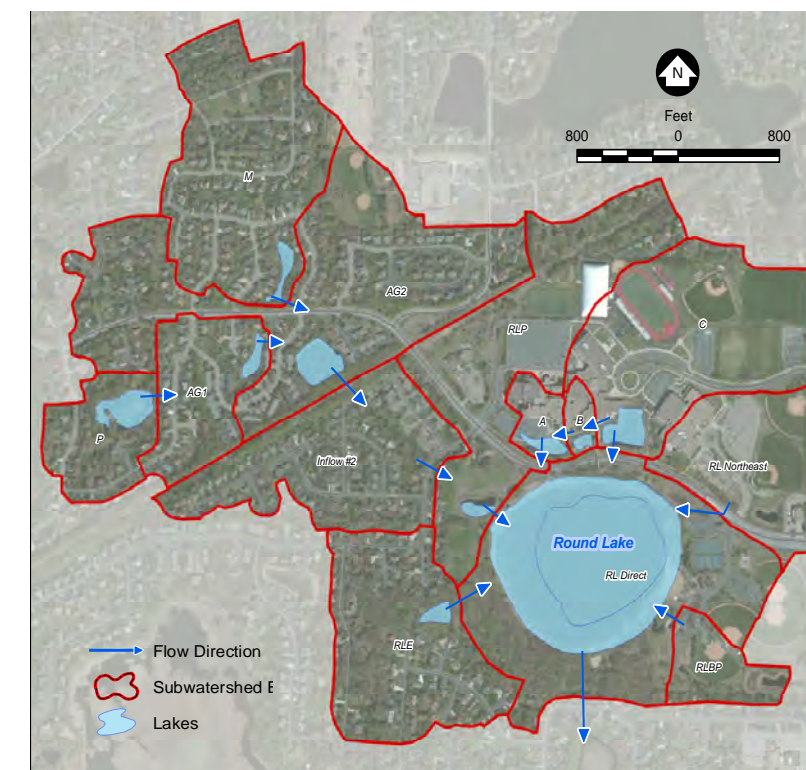 N
Feet
800 0 800
M
AG2
RLP
C
AG1
P
A
B
Inflow #2
RL Northeast
Round Lake
RL Direct
RLE
RLBP
Flow Direction
Subwatershed E
Lakes